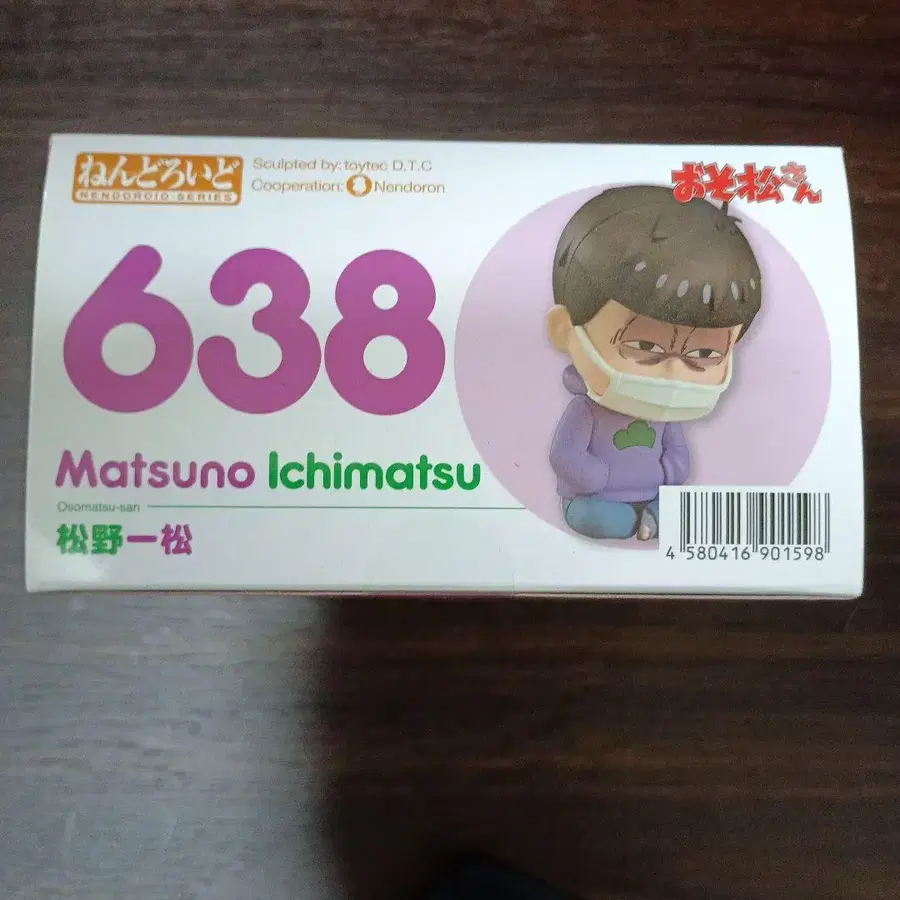 ねんどろいど
NENDOROID SERIES
Sculpted by: toytec D.T.C
Cooperation: Nendoron
おそ松さん
638
Matsuno Ichimatsu
Osomatsu-san
松野一松
4 580416 901598